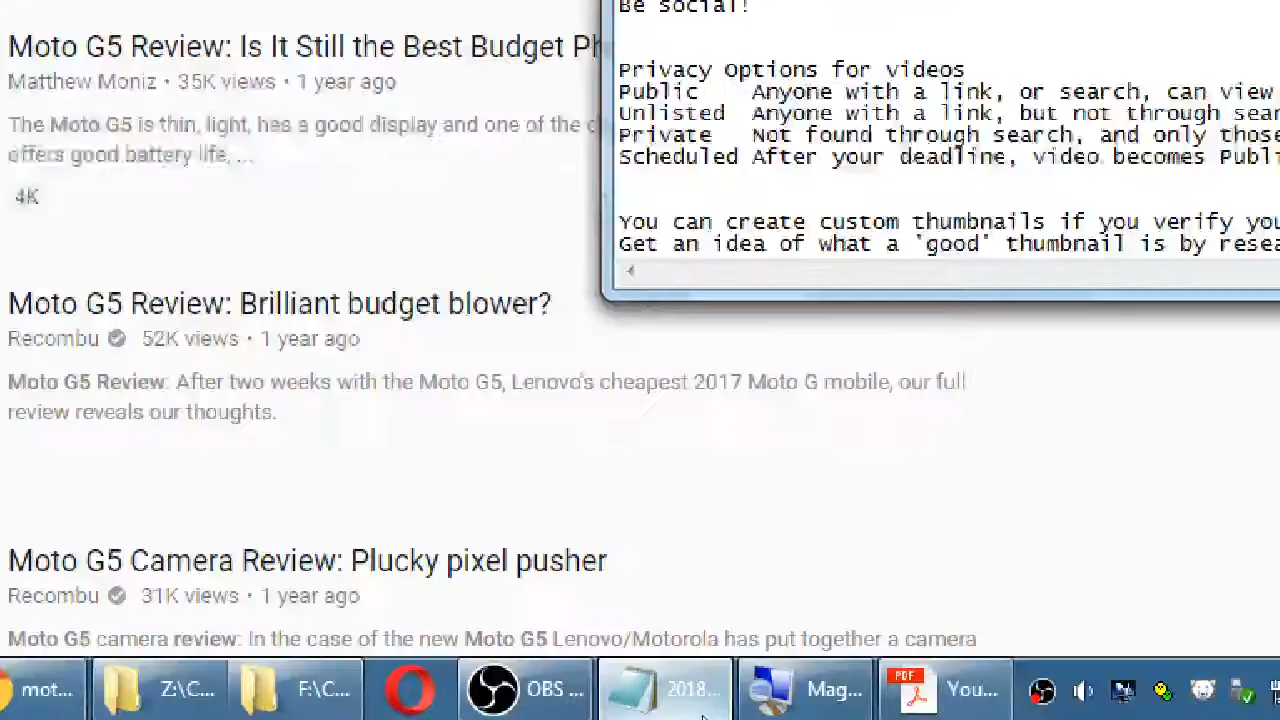 Moto G5 Review: Is It Still the Best Budget
Matthew Moniz • 35K views • 1 year ago
The Moto G5 is thin, light, has a good display and one of the
offers good battery life, ...
4K
Moto G5 Review: Brilliant budget blower?
Recombu 52K views • 1 year ago
Moto G5 Review: After two weeks with the Moto G5, Lenovo's cheapest 2017 Moto G mobile, our full
review reveals our thoughts.
Moto G5 Camera Review: Plucky pixel pusher
Recombu 31K views • 1 year ago
Moto G5 camera review: In the case of the new Moto G5 Lenovo/Motorola has put together a camera
Be social!
Privacy Options for videos
Public Anyone with a link, or search, can view
Unlisted Anyone with a link, but not through sear
Private Not found through search, and only those
Scheduled After your deadline, video becomes Publi
You can create custom thumbnails if you verify you
Get an idea of what a `good' thumbnail is by resea
mot... Z:\C... F:\C... OBS ... 2018... Mag... PDF You...